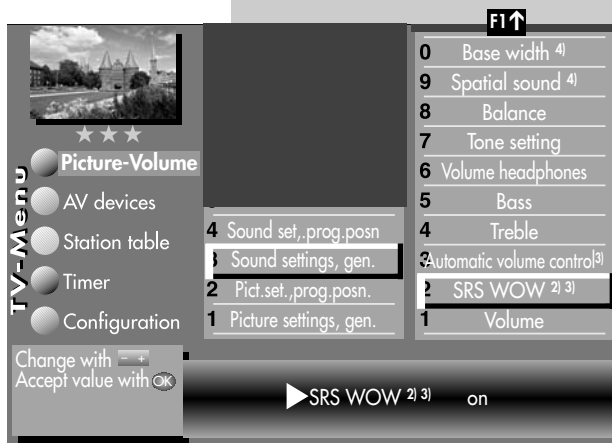 F1↑
TV-Menu
Picture-Volume
AV devices
Station table
Timer
Configuration
4 Sound set,.prog.posn
3 Sound settings, gen.
2 Pict.set.,prog.posn.
1 Picture settings, gen.
0 Base width 4)
9 Spatial sound 4)
8 Balance
7 Tone setting
6 Volume headphones
5 Bass
4 Treble
3 Automatic volume control3)
2 SRS WOW 2) 3)
1 Volume
Change with - +
Accept value with OK
SRS WOW 2) 3) on